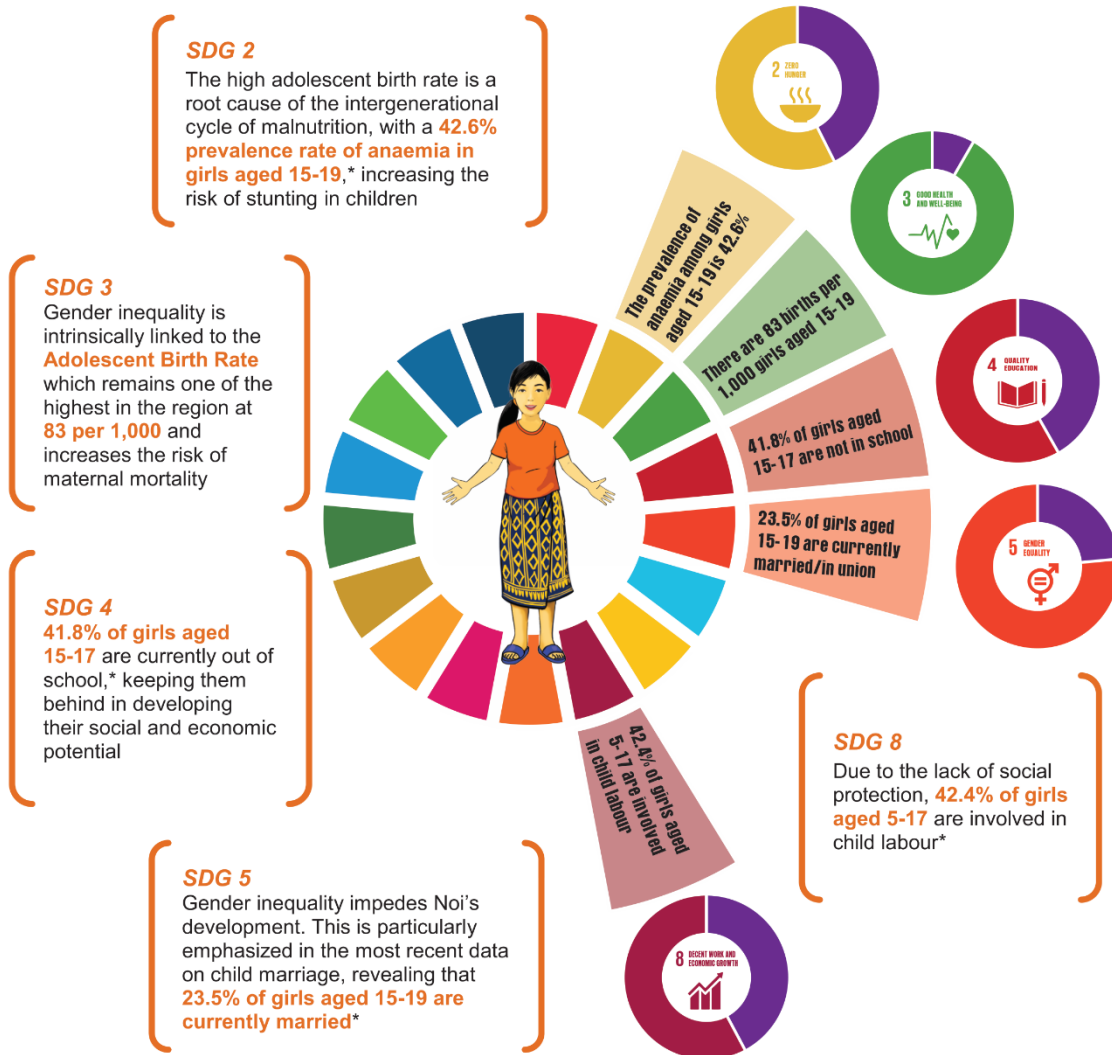 SDG 2
The high adolescent birth rate is a
root cause of the intergenerational
cycle of malnutrition, with a 42.6%
prevalence rate of anaemia in
girls aged 15-19,* increasing the
risk of stunting in children
SDG 3
Gender inequality is
intrinsically linked to the
Adolescent Birth Rate
which remains one of the
highest in the region at
83 per 1,000 and
increases the risk of
maternal mortality
SDG 4
41.8% of girls aged
15-17 are currently out of
school,* keeping them
behind in developing
their social and economic
potential
SDG 5
Gender inequality impedes Noi's
development. This is particularly
emphasized in the most recent data
on child marriage, revealing that
23.5% of girls aged 15-19 are
currently married*
The prevalence of
anaemia among girls
aged 15-19 is 42.6%
There are 83 births per
1,000 girls aged 15-19
41.8% of girls aged
15-17 are not in school
23.5% of girls aged
15-19 are currently
married/in union
42.4% of girls aged
5-17 are involved
in child labour
2 ZERO
HUNGER
3 GOOD HEALTH
AND WELL-BEING
4 QUALITY
EDUCATION
5 GENDER
EQUALITY
SDG 8
Due to the lack of social
protection, 42.4% of girls
aged 5-17 are involved in
child labour*
8 DECENT WORK AND
ECONOMIC GROWTH